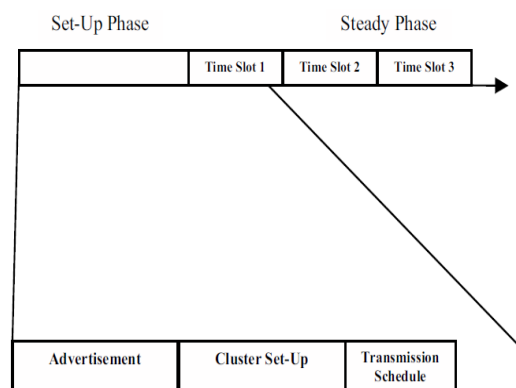 Set-Up Phase
Steady Phase
Time Slot 1
Time Slot 2
Time Slot 3
Advertisement
Cluster Set-Up
Transmission
Schedule